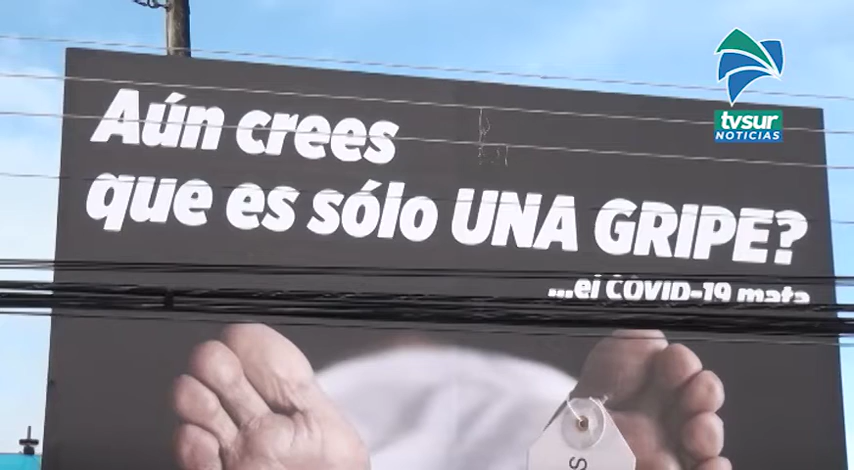 tvsur
NOTICIAS
Aún crees
que es sólo UNA GRIPE?
...el COVID-19 mata
S